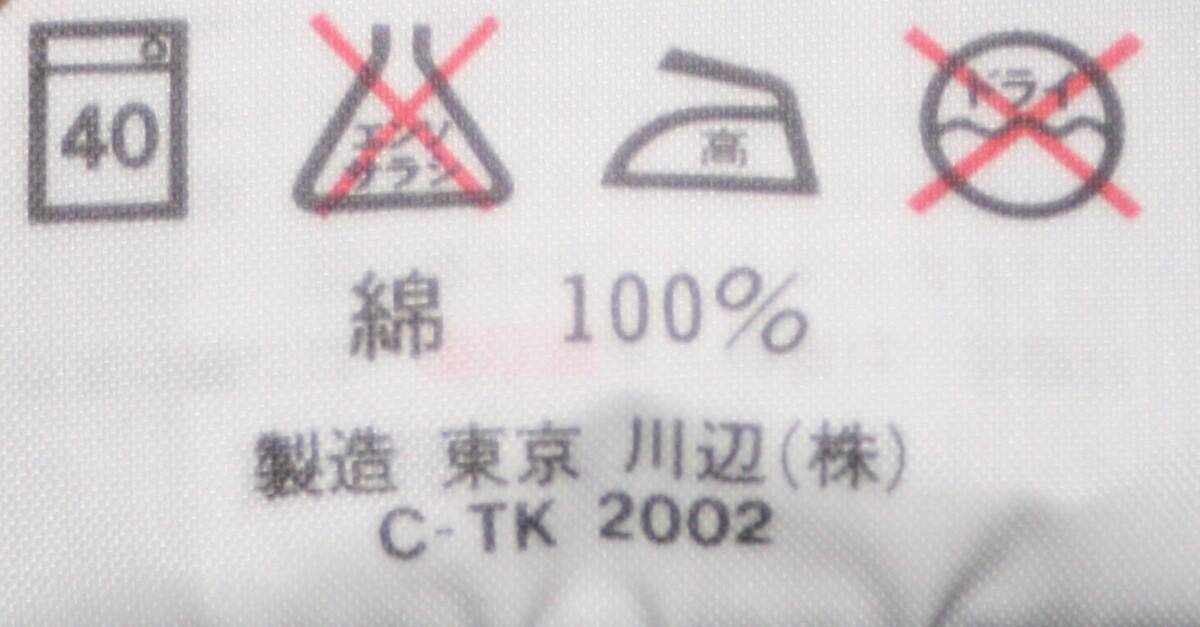 40 エンソ サラシ 高 ドライ
綿 100%
製造 東京 川辺(株)
C-TK 2002